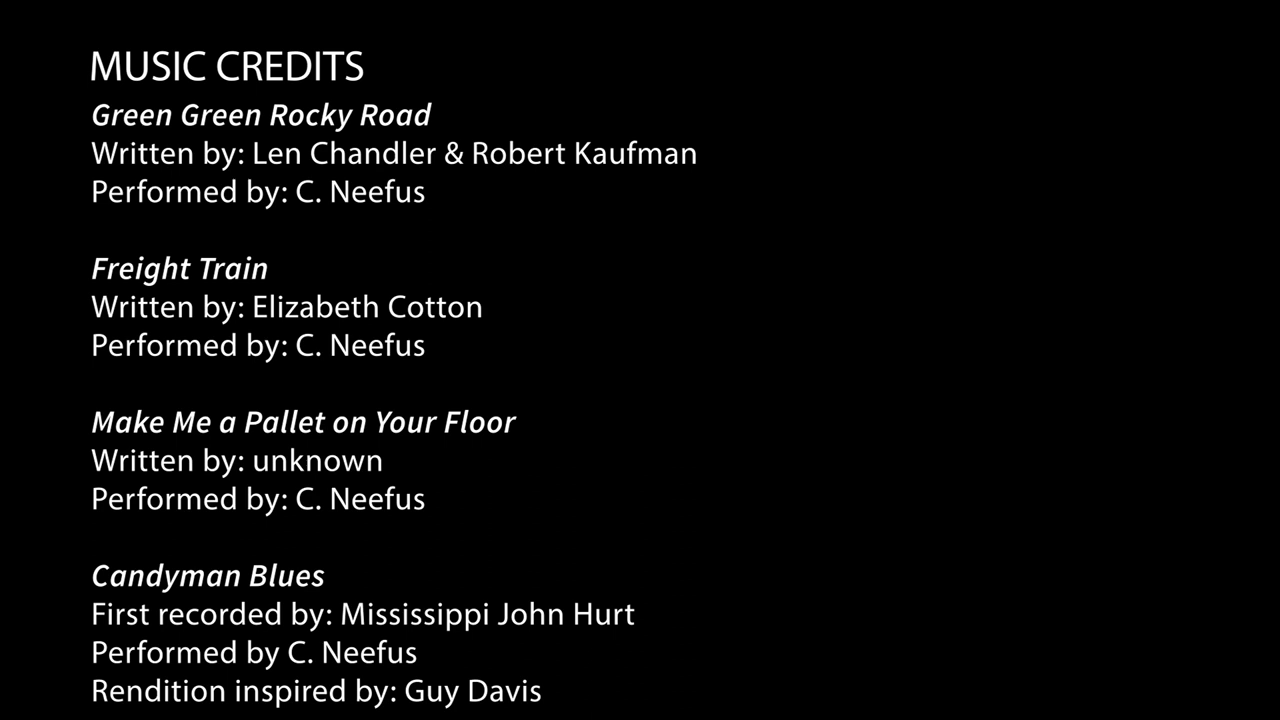 MUSIC CREDITS
Green Green Rocky Road
Written by: Len Chandler & Robert Kaufman
Performed by: C. Neefus
Freight Train
Written by: Elizabeth Cotton
Performed by: C. Neefus
Make Me a Pallet on Your Floor
Written by: unknown
Performed by: C. Neefus
Candyman Blues
First recorded by: Mississippi John Hurt
Performed by C. Neefus
Rendition inspired by: Guy Davis